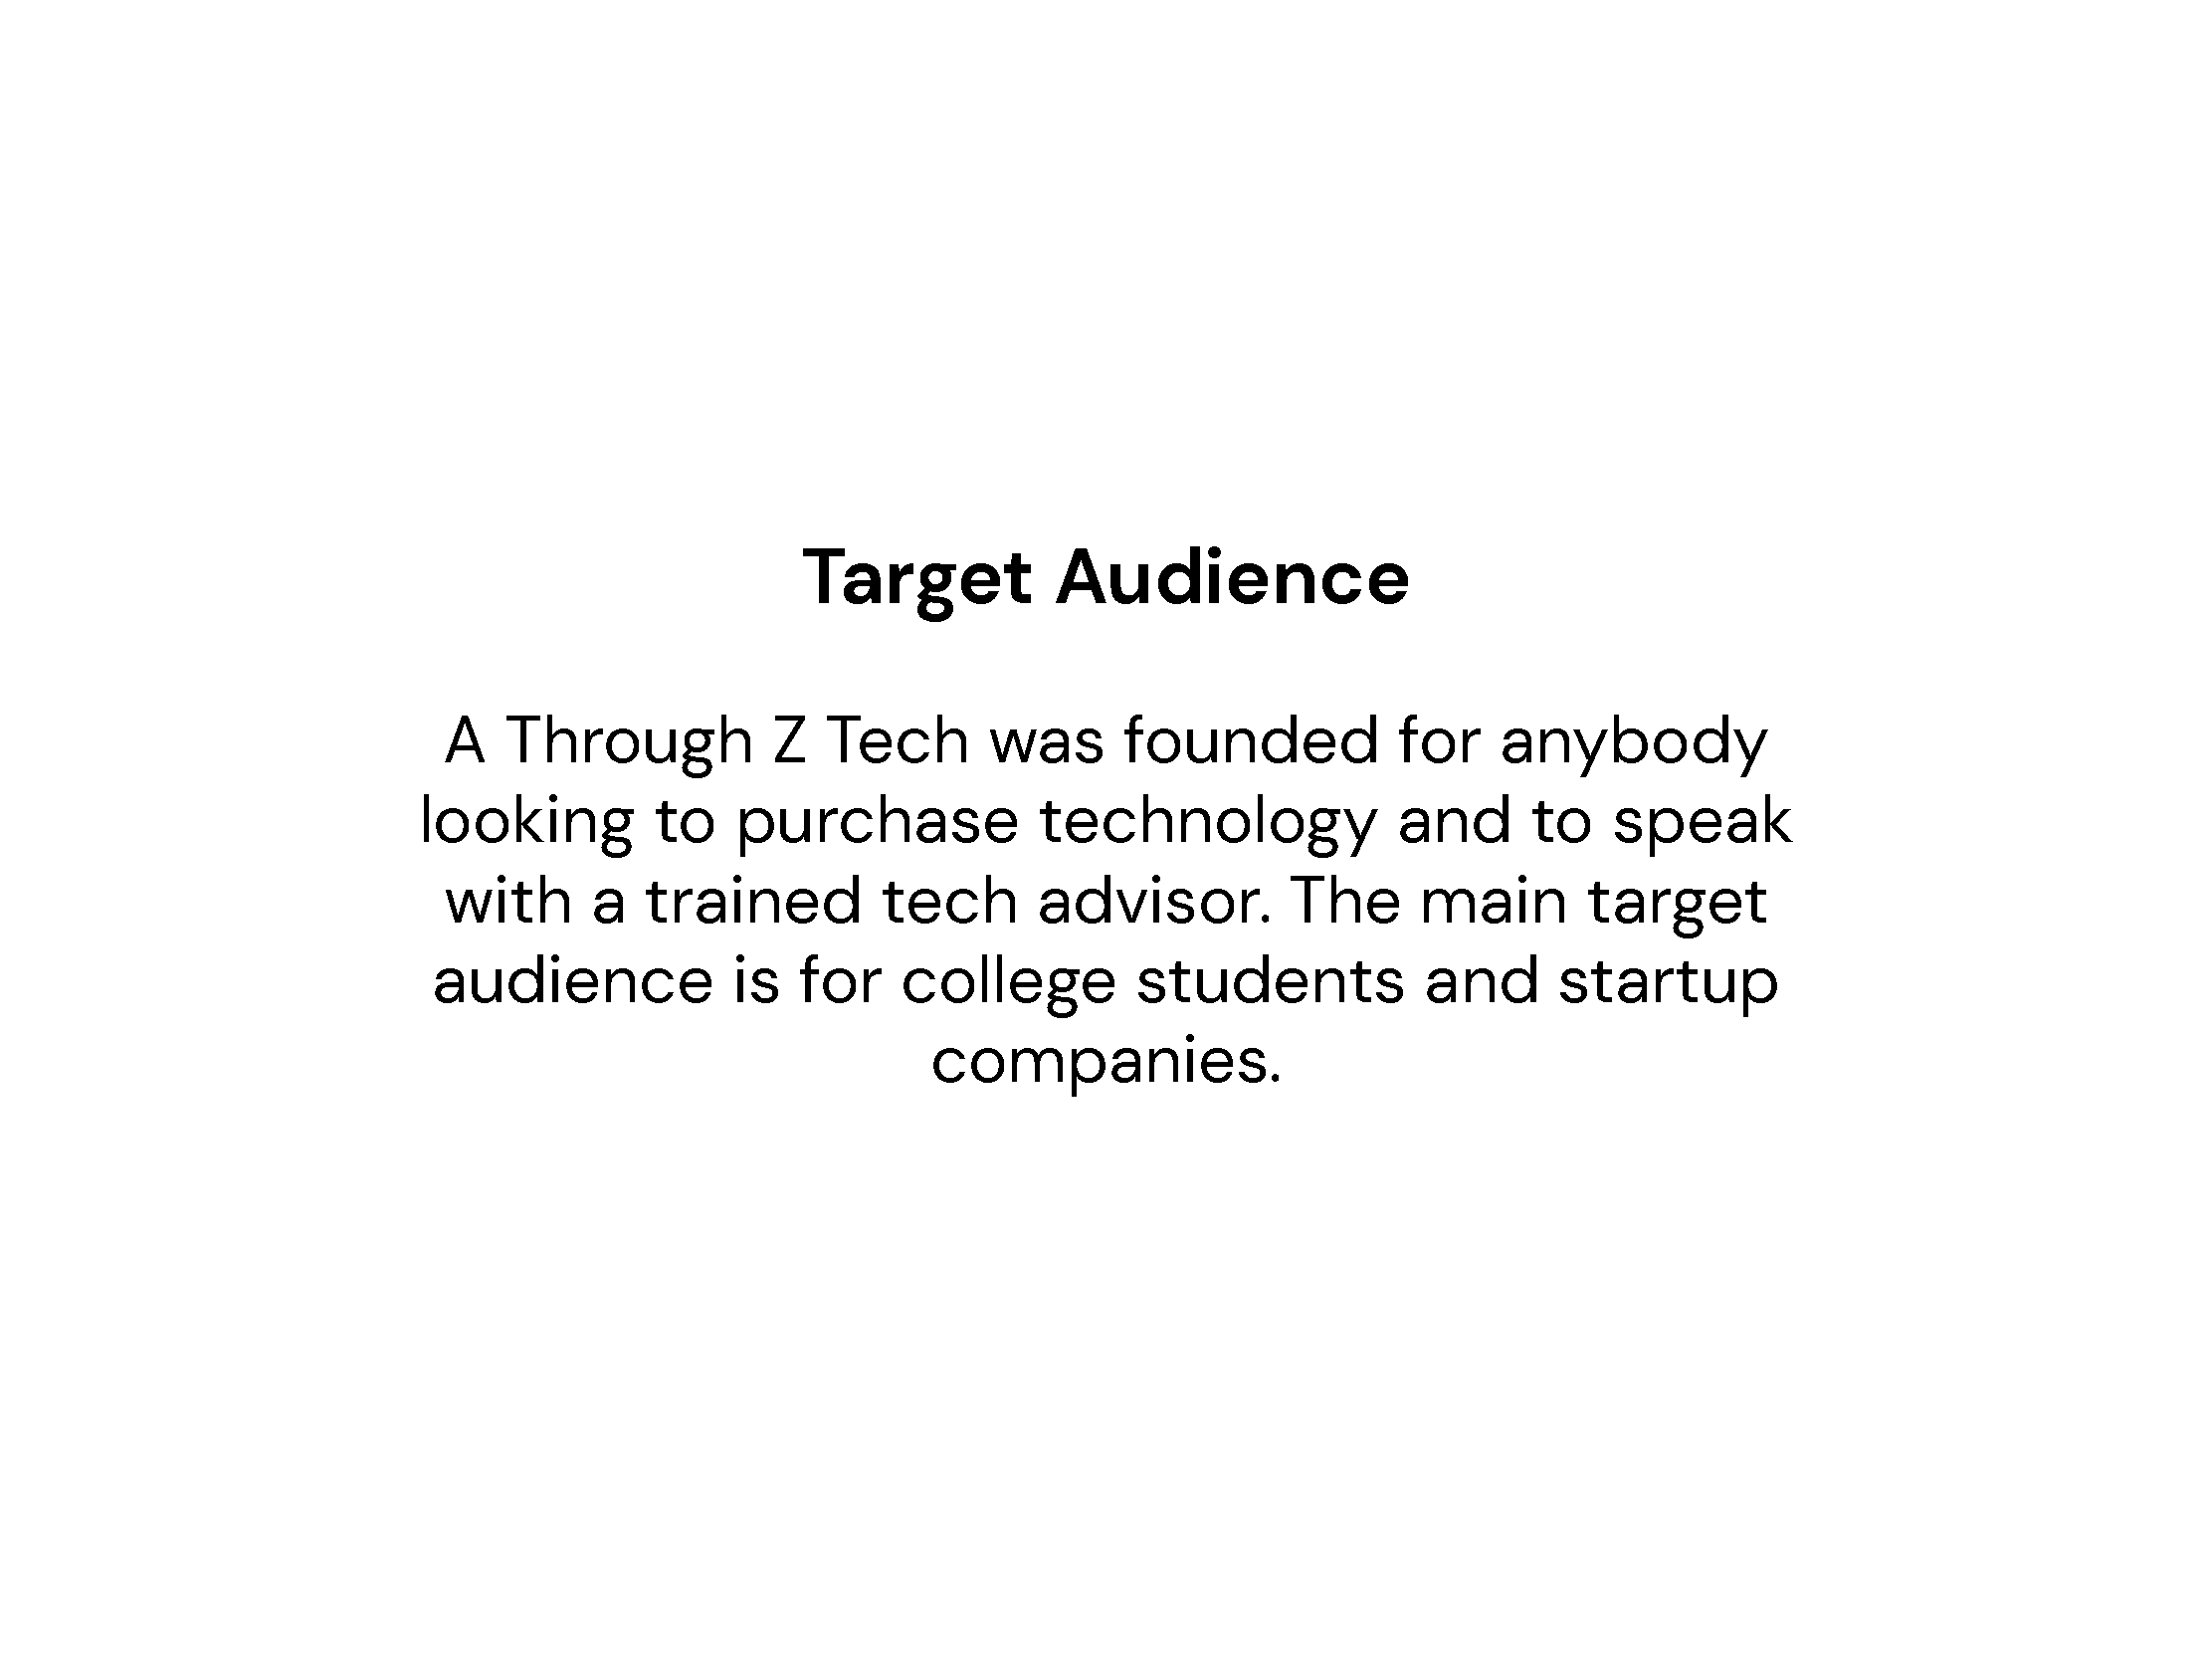 Target Audience
A Through Z Tech was founded for anybody
looking to purchase technology and to speak
with a trained tech advisor. The main target
audience is for college students and startup
companies.